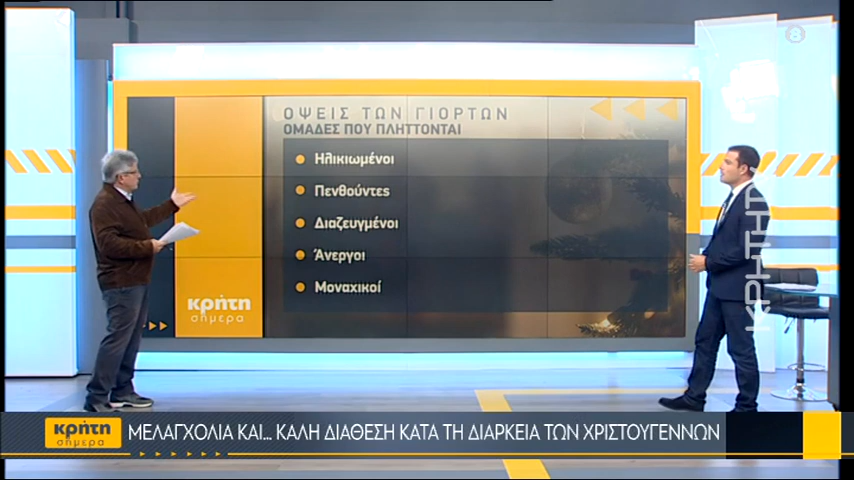 8
ΚΡΗΤΗ
ΟΨΕΙΣ ΤΩΝ ΓΙΟΡΤΩΝ
ΟΜΑΔΕΣ ΠΟΥ ΠΛΗΤΤΟΝΤΑΙ
Ηλικιωμένοι
Πενθούντες
Διαζευγμένοι
Άνεργοι
Μοναχικοί
κρήτη
σήμερα
κρήτη
σήμερα
ΜΕΛΑΓΧΟΛΙΑ ΚΑΙ... ΚΑΛΗ ΔΙΑΘΕΣΗ ΚΑΤΑ ΤΗ ΔΙΑΡΚΕΙΑ ΤΩΝ ΧΡΙΣΤΟΥΓΕΝΝΩΝ